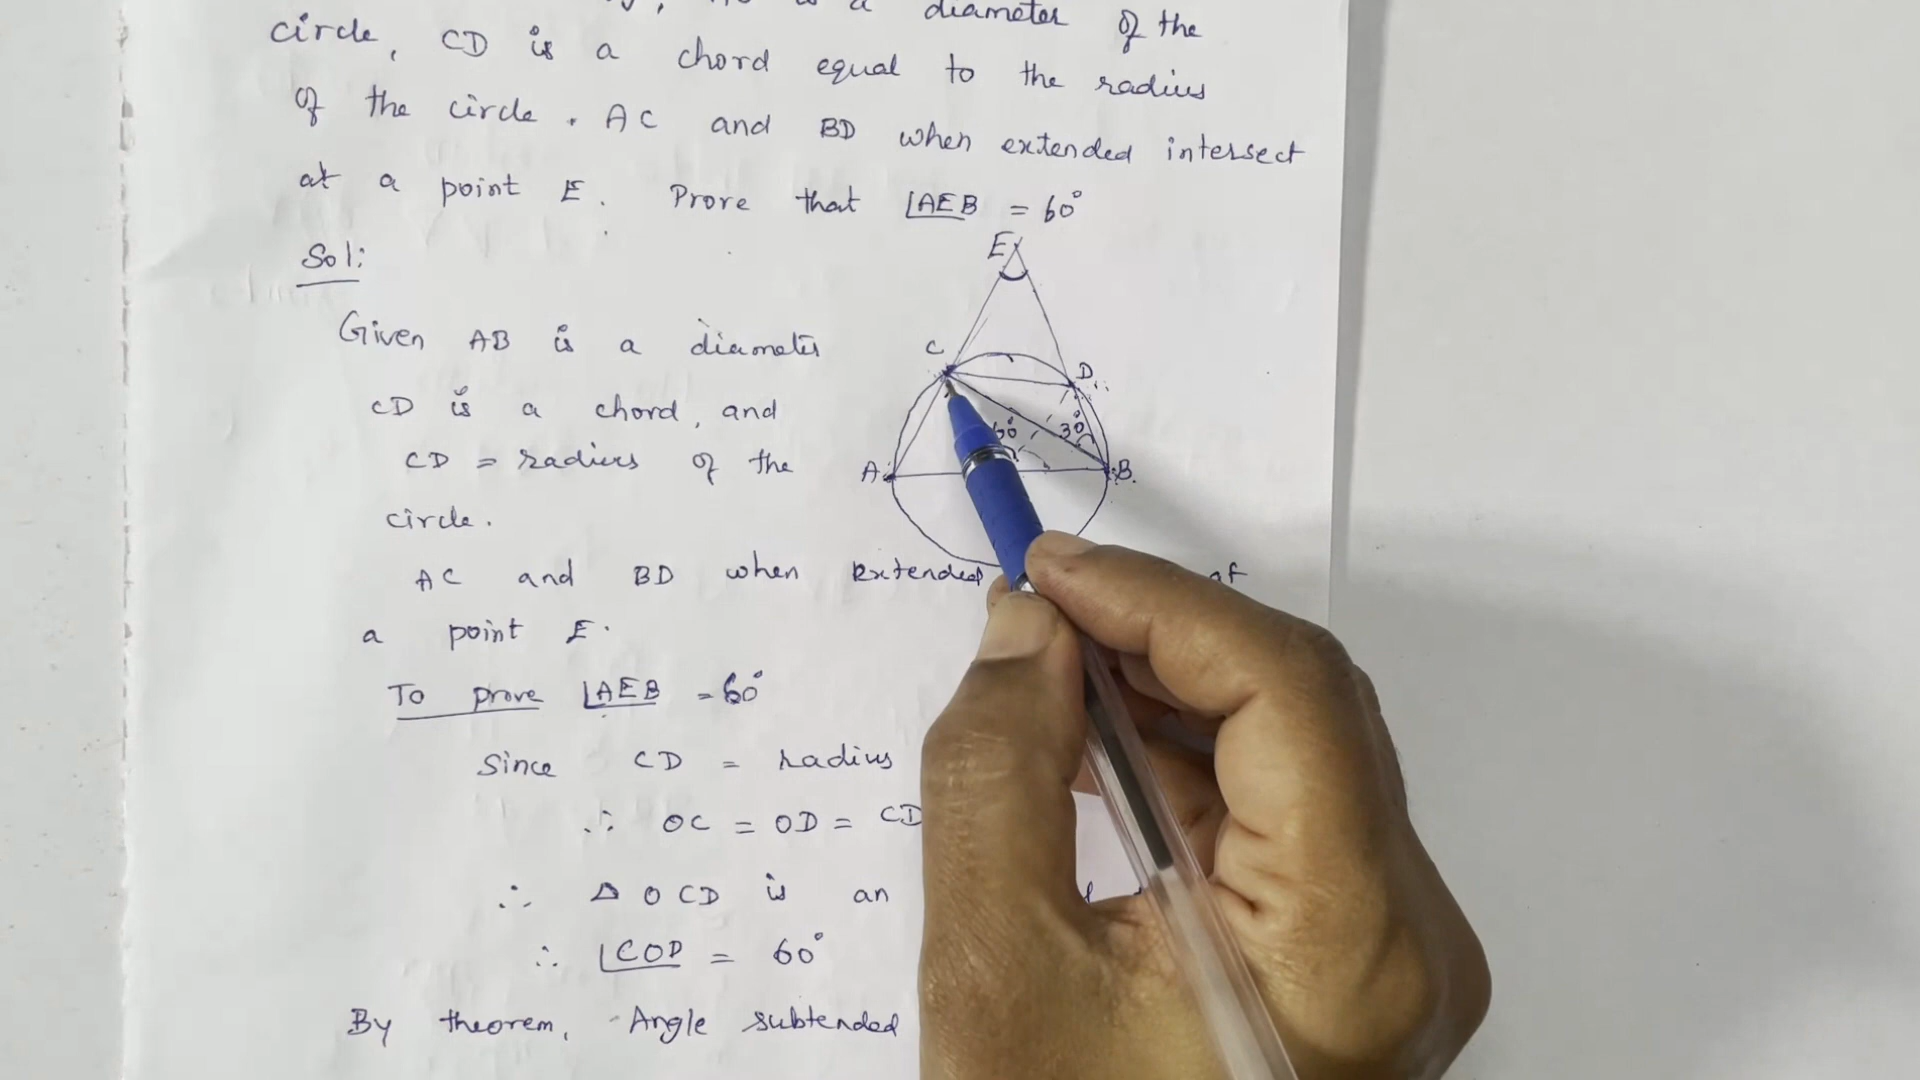 a diameter of the
circle, CD is a chord equal to the radius
of the circle. AC and BD when extended intersect
at a point E. Prove that ∠AEB = 60°
Sol:
E
Given AB is a diameter
C
D
CD is a chord, and
60° 30°
CD = radius of the
A B.
circle.
AC and BD when Extended
a point E.
To prove ∠AEB = 60°
Since CD = radius
∴ OC = OD = CD
∴ △OCD is an
∴ ∠COD = 60°
By theorem, Angle subtended